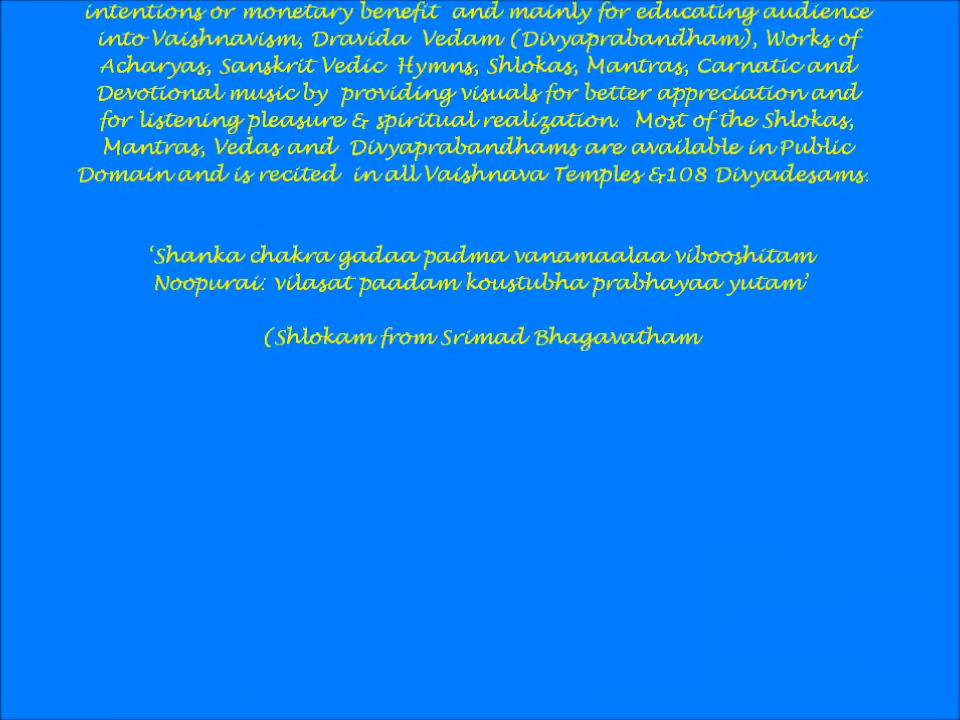 intentions or monetary benefit and mainly for educating audience
into Vaishnavism, Dravida Vedam (Divyaprabandham), Works of
Acharyas, Sanskrit Vedic Hymns, Shlokas, Mantras, Carnatic and
Devotional music by providing visuals for better appreciation and
for listening pleasure & spiritual realization. Most of the Shlokas,
Mantras, Vedas and Divyaprabandhams are available in Public
Domain and is recited in all Vaishnava Temples &108 Divyadesams.
‘Shanka chakra gadaa padma vanamaalaa vibooshitam
Noopurai: vilasat paadam koustubha prabhayaa yutam’
(Shlokam from Srimad Bhagavatham